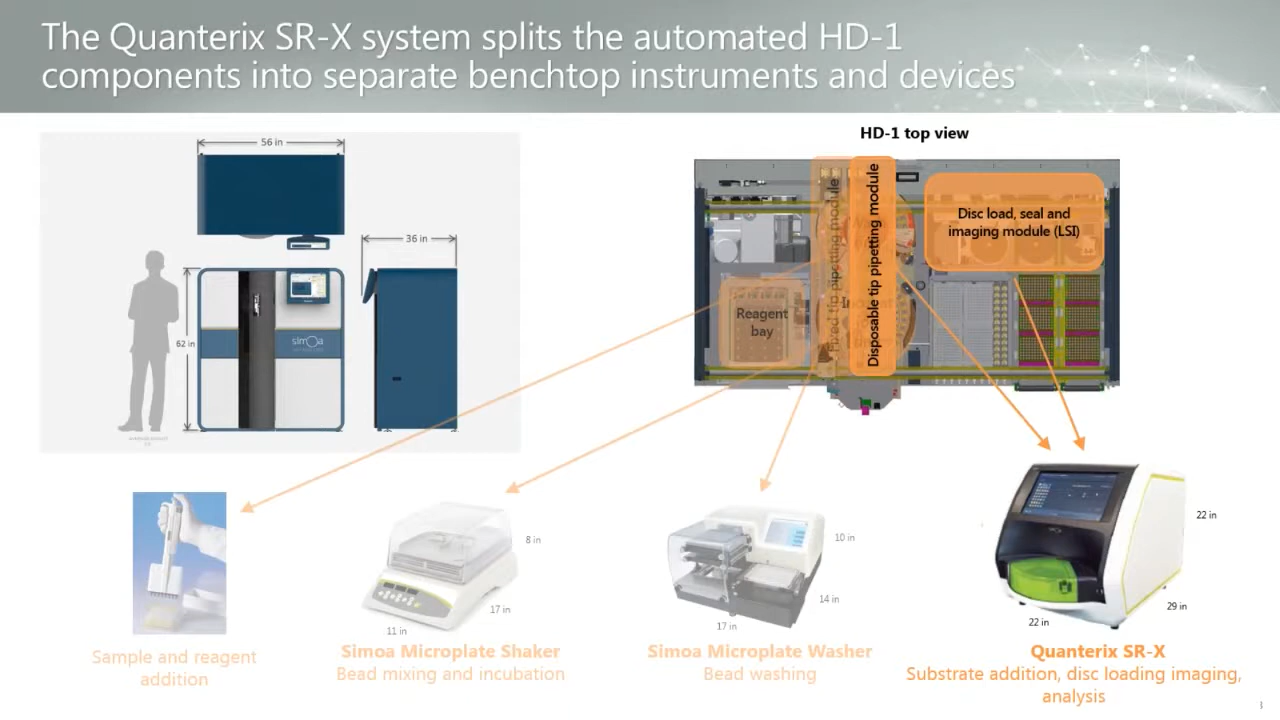 The Quanterix SR-X system splits the automated HD-1
components into separate benchtop instruments and devices
56 in
36 in
62 in
simoa
HD-1 top view
Fixed tip pipetting module
Disposable tip pipetting module
Disc load, seal and
imaging module (LSI)
Reagent
bay
8 in
17 in
11 in
10 in
14 in
17 in
22 in
29 in
22 in
Sample and reagent
addition
Simoa Microplate Shaker
Bead mixing and incubation
Simoa Microplate Washer
Bead washing
Quanterix SR-X
Substrate addition, disc loading imaging,
analysis